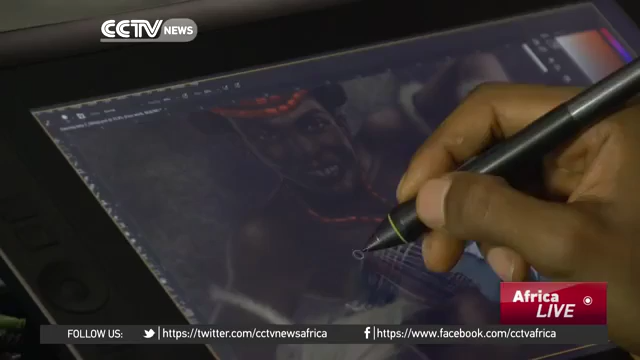 CCTV NEWS
Africa
LIVE
FOLLOW US:
https://twitter.com/cctvnewsafrica
https://www.facebook.com/cctvafrica